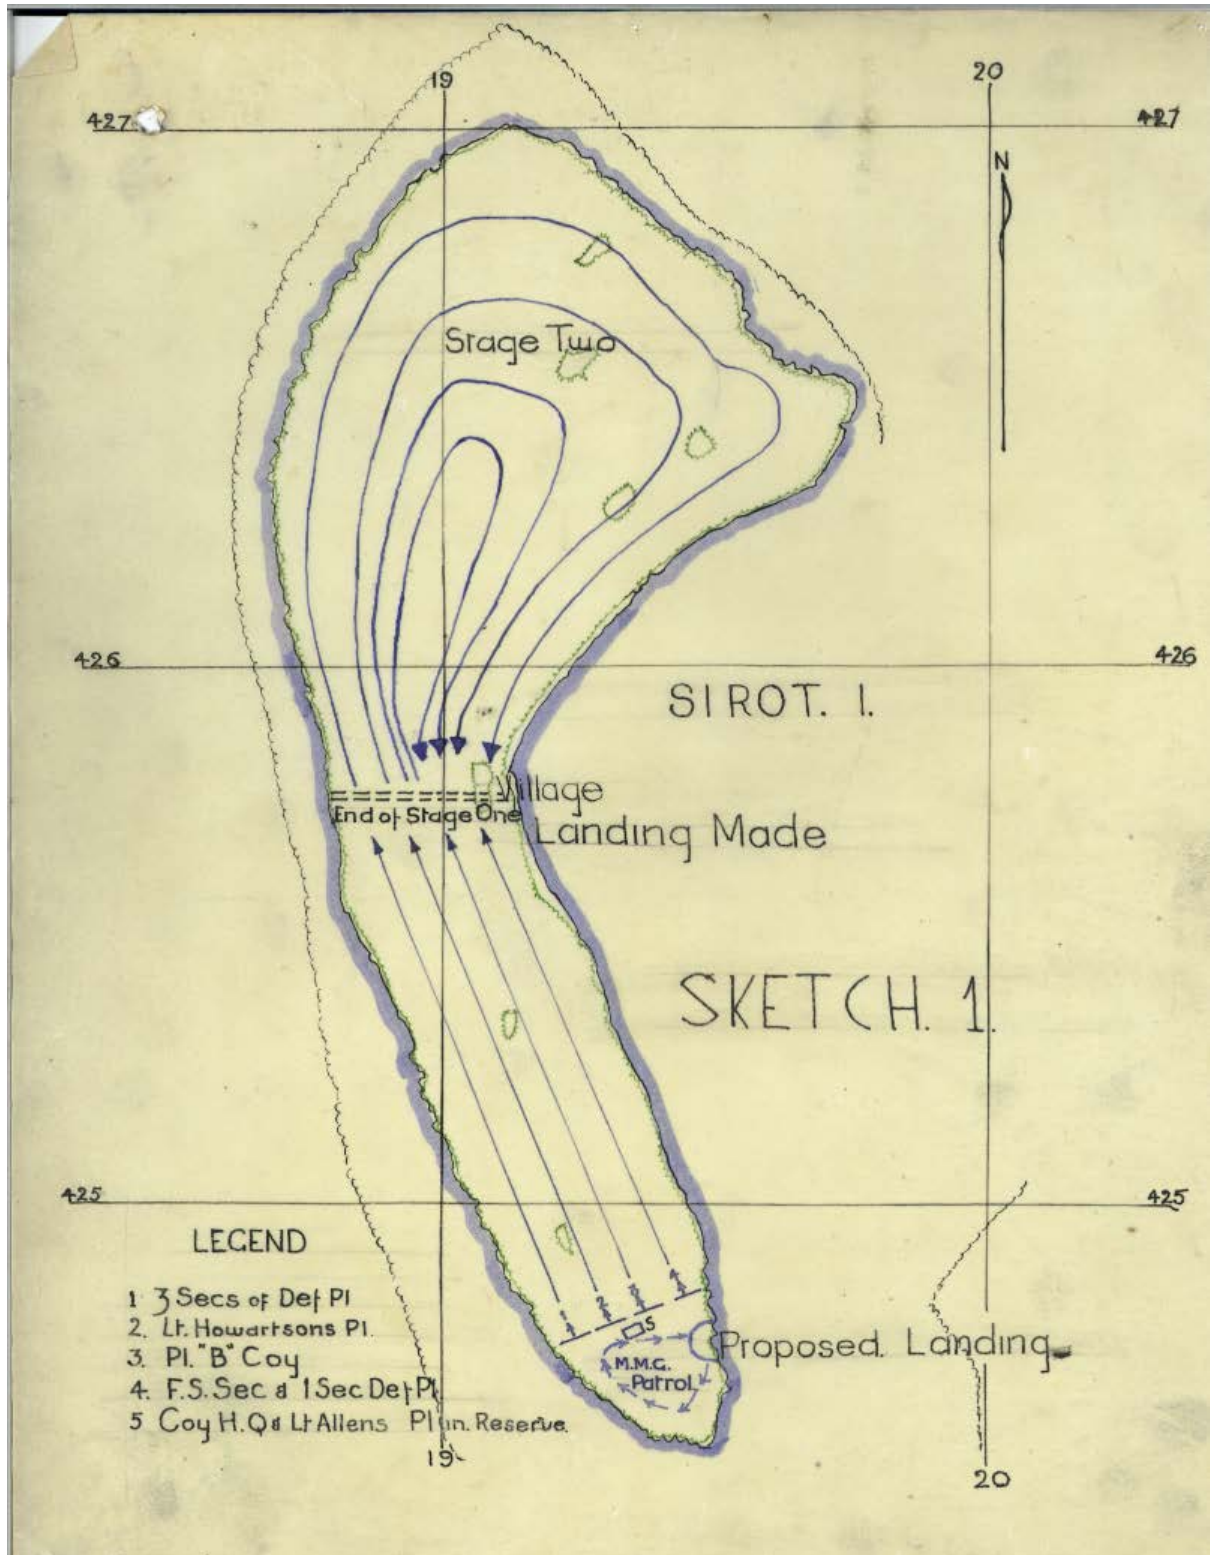 19
20
427
427
N
Stage Two
426
426
SIROT. I.
Village
End of Stage One
Landing Made
SKETCH. 1.
425
425
LEGEND
1 3 Secs of Def Pl
2. Lt. Howartsons Pl.
3. Pl. "B" Coy
4. F.S. Sec & 1 Sec Def Pl
5 Coy H.Q & Lt Allens Pl in. Reserve.
1
2
3
4
5
Proposed. Landing
M.M.G.
Patrol
19
20